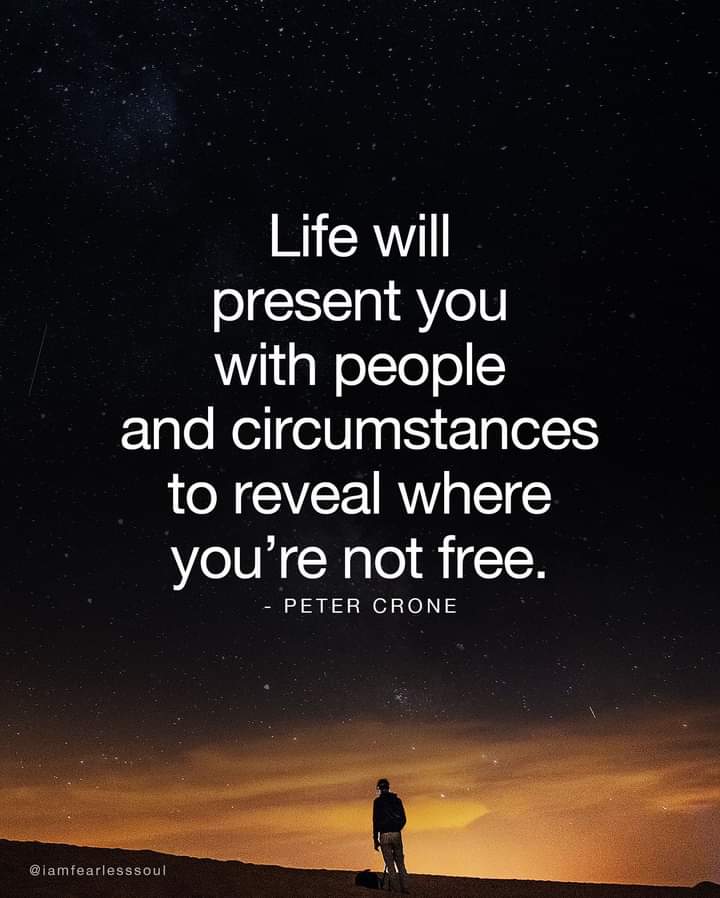 Life will
present you
with people
and circumstances
to reveal where
you’re not free.
- PETER CRONE
@iamfearlesssoul